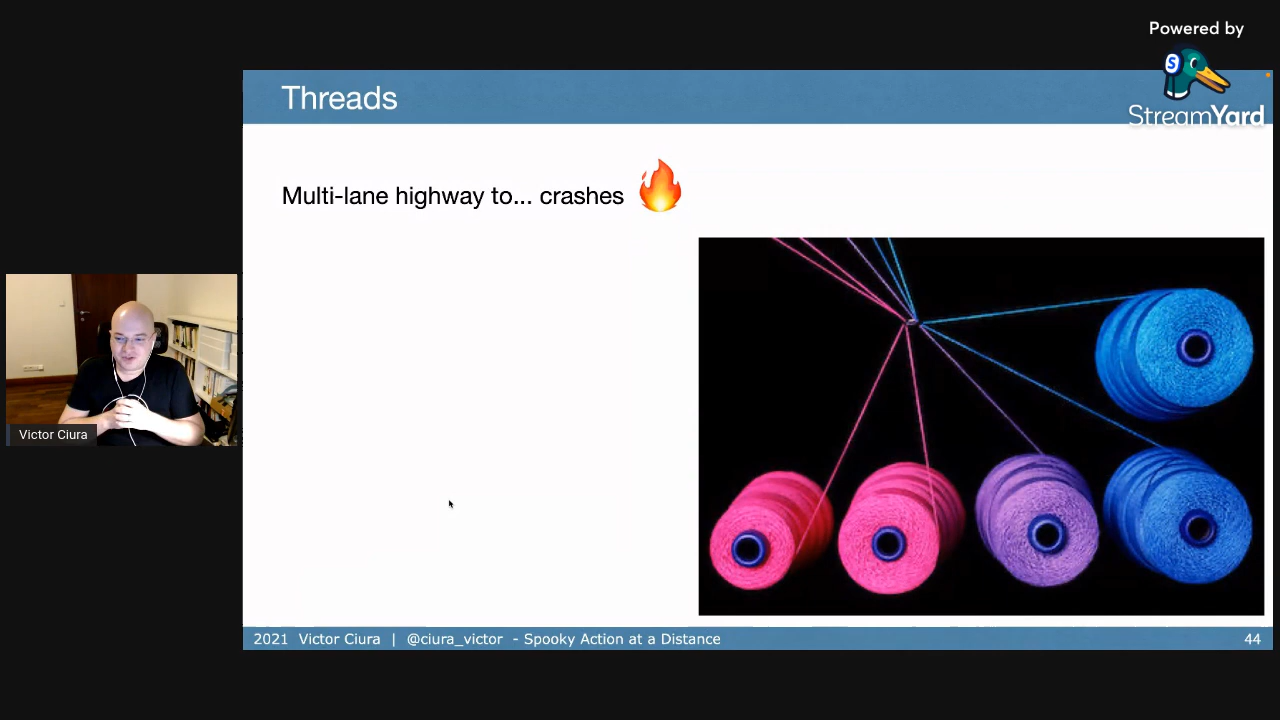 Powered by
StreamYard
Threads
Multi-lane highway to... crashes
Victor Ciura
2021 Victor Ciura | @ciura_victor - Spooky Action at a Distance
44